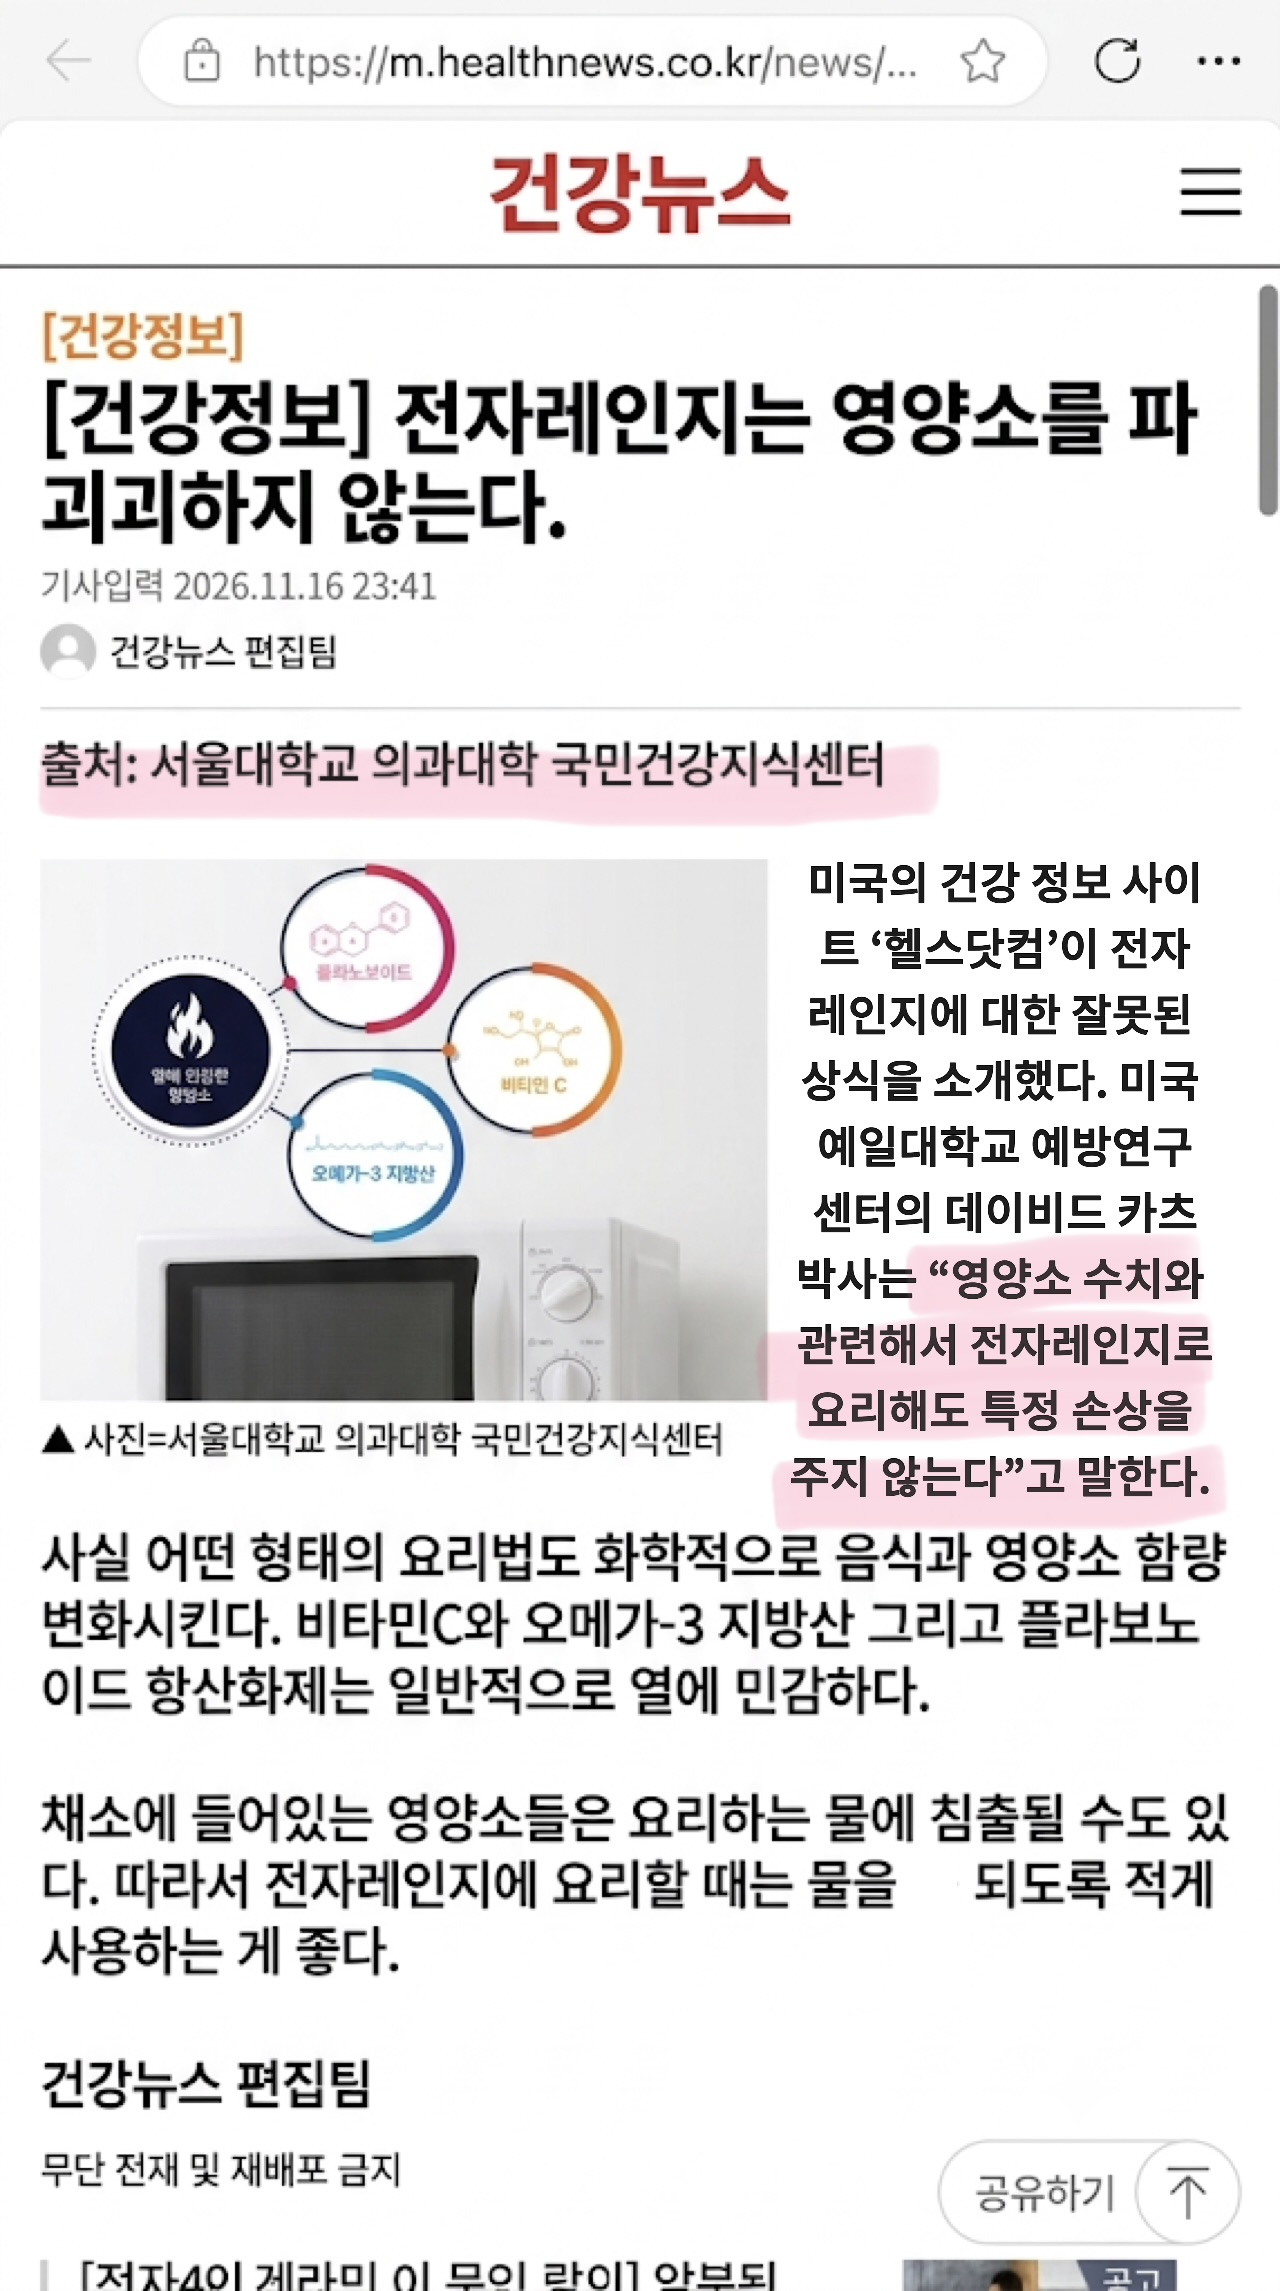 https://m.healthnews.co.kr/news/...
건강뉴스
[건강정보]
[건강정보] 전자레인지는 영양소를 파
괴괴하지 않는다.
기사입력 2026.11.16 23:41
건강뉴스 편집팀
출처: 서울대학교 의과대학 국민건강지식센터
플라노보이드
비티민 C
오메가-3 지방산
▲ 사진=서울대학교 의과대학 국민건강지식센터
미국의 건강 정보 사이
트 ‘헬스닷컴’이 전자
레인지에 대한 잘못된
상식을 소개했다. 미국
예일대학교 예방연구
센터의 데이비드 카츠
박사는 “영양소 수치와
관련해서 전자레인지로
요리해도 특정 손상을
주지 않는다”고 말한다.
사실 어떤 형태의 요리법도 화학적으로 음식과 영양소 함량
변화시킨다. 비타민C와 오메가-3 지방산 그리고 플라보노
이드 항산화제는 일반적으로 열에 민감하다.
채소에 들어있는 영양소들은 요리하는 물에 침출될 수도 있
다. 따라서 전자레인지에 요리할 때는 물을 되도록 적게
사용하는 게 좋다.
건강뉴스 편집팀
무단 전재 및 재배포 금지
공유하기
공고